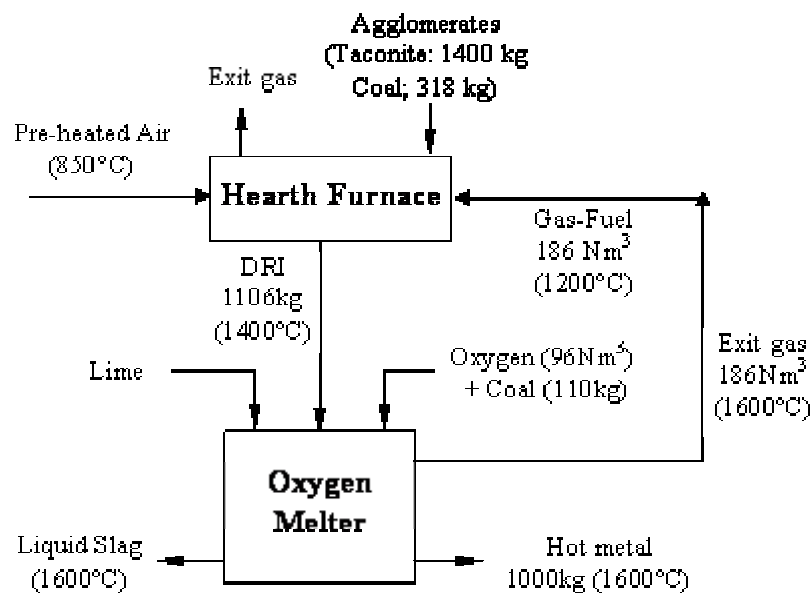 Agglomerates
(Taconite: 1400 kg
Coal; 318 kg)
Exit gas
Pre-heated Air
(850°C)
Hearth Furnace
Gas-Fuel
186 Nm³
(1200°C)
DRI
1106kg
(1400°C)
Exit gas
186Nm³
(1600°C)
Lime
Oxygen (96Nm³)
+ Coal (110kg)
Oxygen
Melter
Liquid Slag
(1600°C)
Hot metal
1000kg (1600°C)